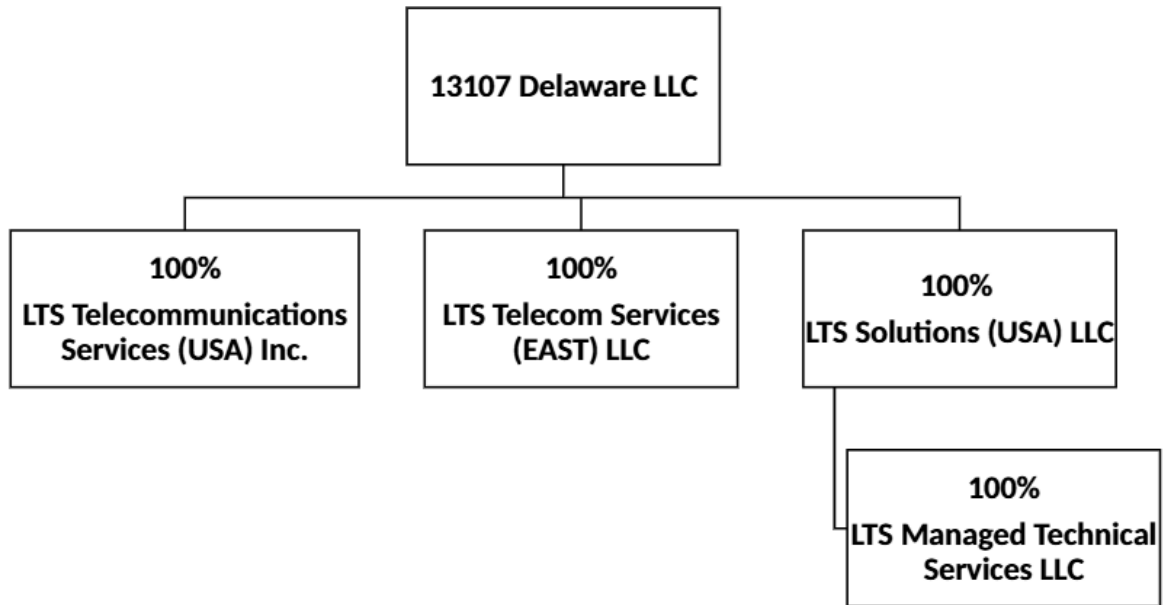 13107 Delaware LLC
100%
LTS Telecommunications
Services (USA) Inc.
100%
LTS Telecom Services
(EAST) LLC
100%
LTS Solutions (USA) LLC
100%
LTS Managed Technical
Services LLC